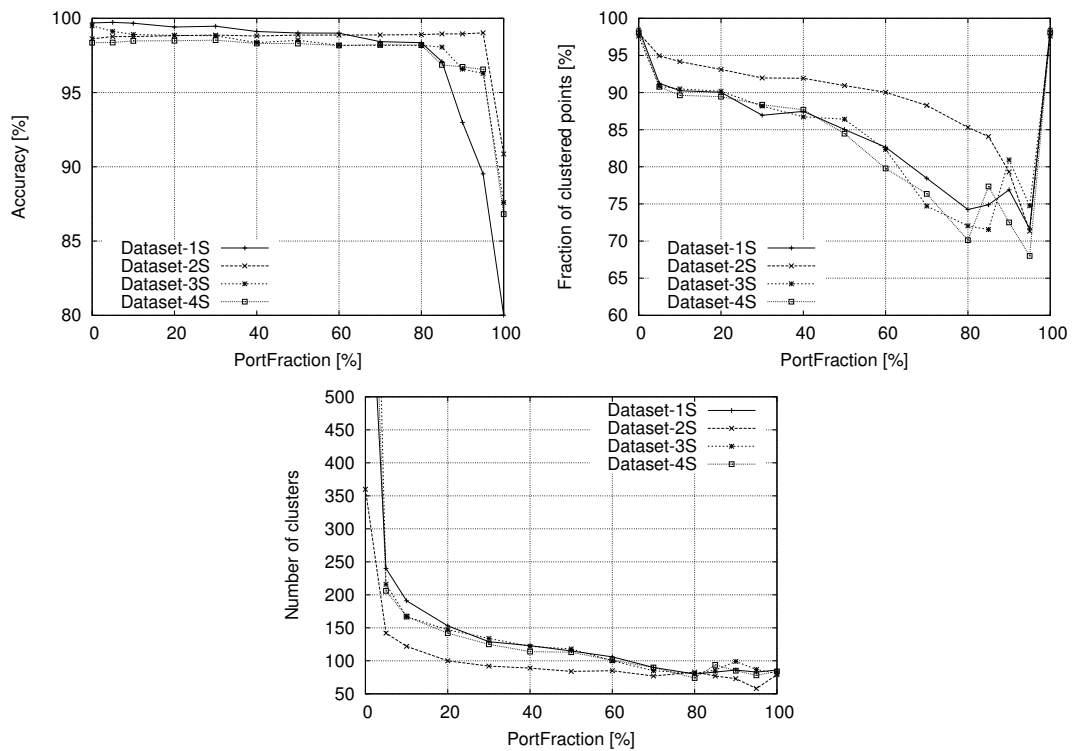 100
95
90
85
80
Accuracy [%]
Dataset-1S
Dataset-2S
Dataset-3S
Dataset-4S
0 20 40 60 80 100
PortFraction [%]
100
95
90
85
80
75
70
65
60
Fraction of clustered points [%]
Dataset-1S
Dataset-2S
Dataset-3S
Dataset-4S
0 20 40 60 80 100
PortFraction [%]
500
450
400
350
300
250
200
150
100
50
Number of clusters
Dataset-1S
Dataset-2S
Dataset-3S
Dataset-4S
0 20 40 60 80 100
PortFraction [%]